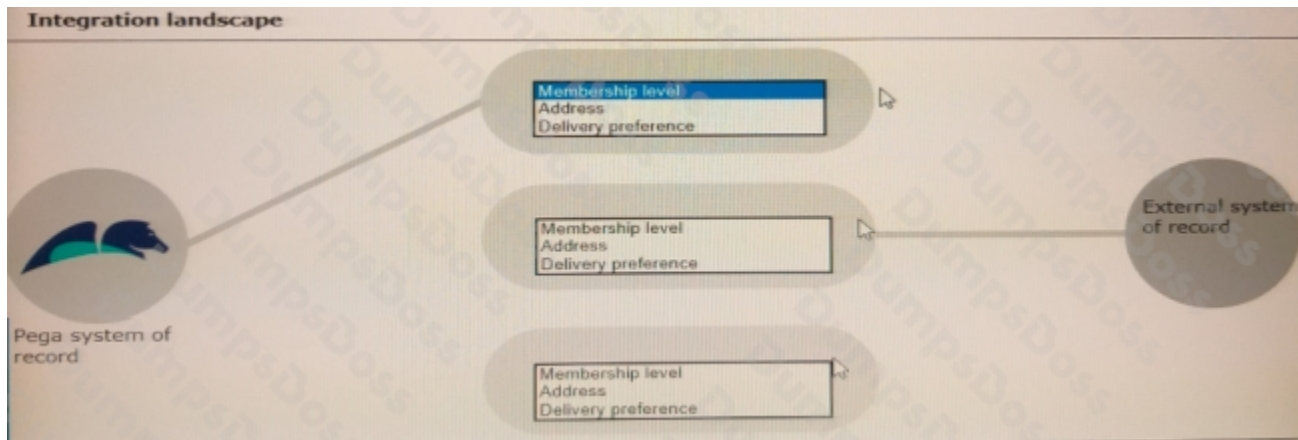 Integration landscape
Membership level
Address
Delivery preference
Membership level
Address
Delivery preference
External system
of record
Pega system of
record
Membership level
Address
Delivery preference
DumpsDoss